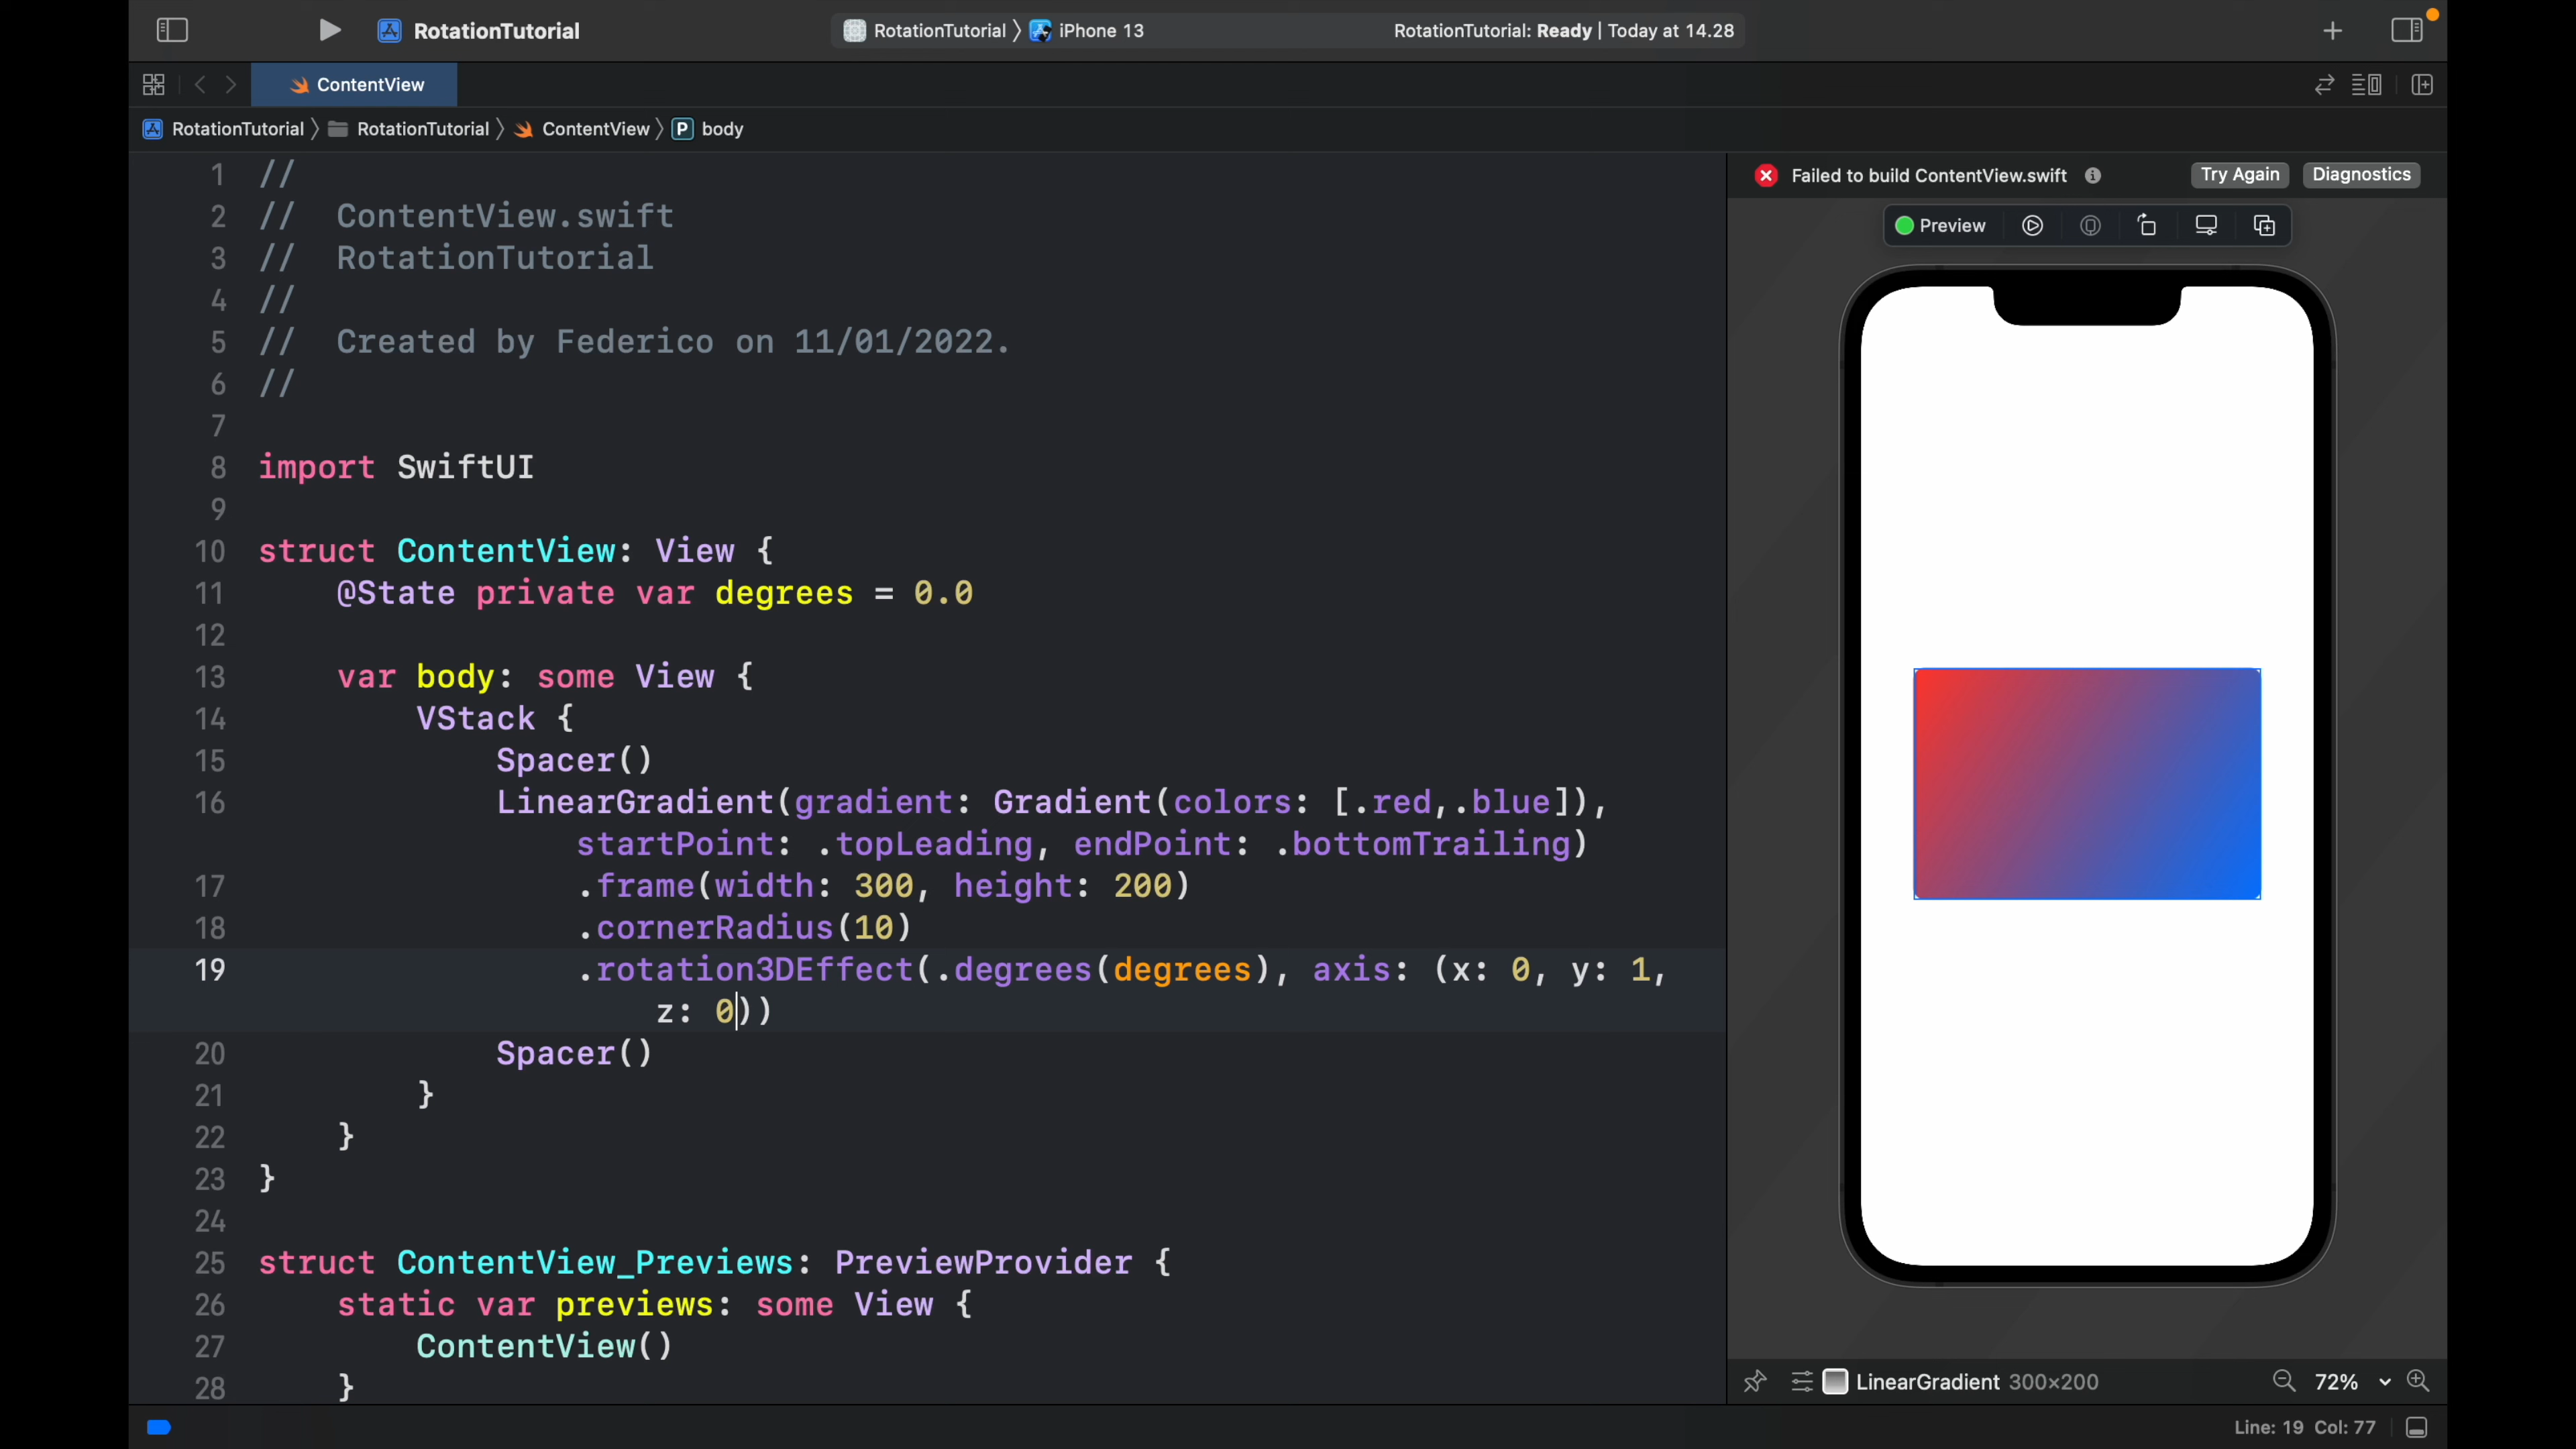 RotationTutorial
RotationTutorial 〉 iPhone 13
RotationTutorial: Ready | Today at 14.28
ContentView
RotationTutorial 〉 RotationTutorial 〉 ContentView 〉 P body
1 //
2 //  ContentView.swift
3 //  RotationTutorial
4 //
5 //  Created by Federico on 11/01/2022.
6 //
7
8 import SwiftUI
9
10 struct ContentView: View {
11     @State private var degrees = 0.0
12
13     var body: some View {
14         VStack {
15             Spacer()
16             LinearGradient(gradient: Gradient(colors: [.red,.blue]),
                startPoint: .topLeading, endPoint: .bottomTrailing)
17                 .frame(width: 300, height: 200)
18                 .cornerRadius(10)
19                 .rotation3DEffect(.degrees(degrees), axis: (x: 0, y: 1,
                    z: 0))
20             Spacer()
21         }
22     }
23 }
24
25 struct ContentView_Previews: PreviewProvider {
26     static var previews: some View {
27         ContentView()
28     }
Failed to build ContentView.swift
Try Again
Diagnostics
Preview
LinearGradient 300×200
72%
Line: 19 Col: 77